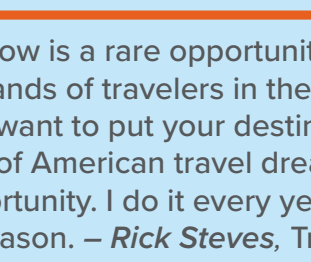 ow is a rare opportunit
ands of travelers in the
want to put your destin
of American travel drea
rtunity. I do it every ye
ason. – Rick Steves, Tr